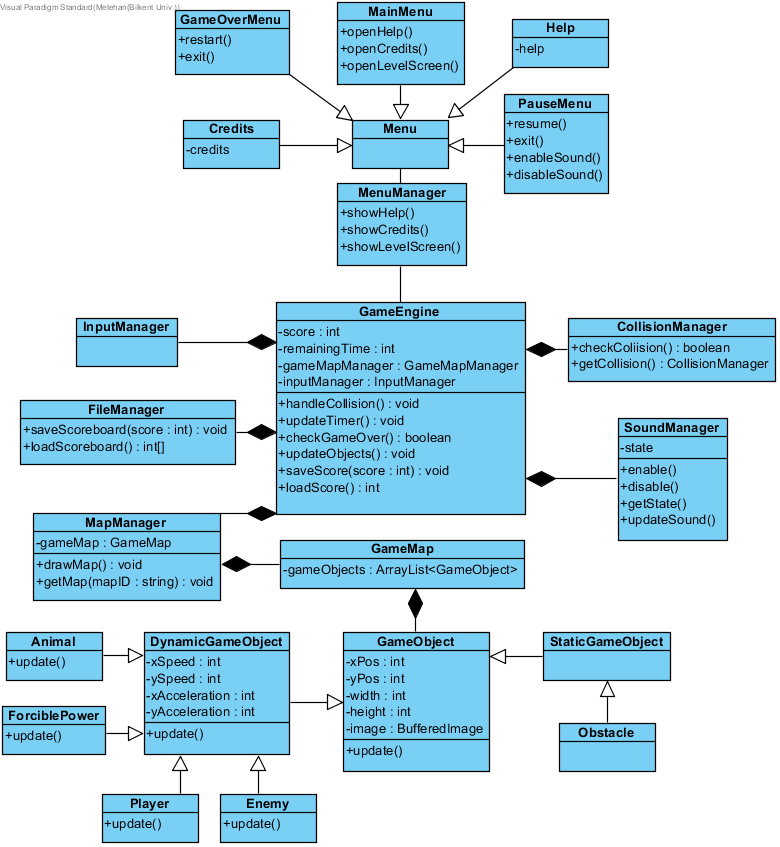 Visual Paradigm Standard(Metehan(Bilkent Univ.))
GameOverMenu
+restart()
+exit()
MainMenu
+openHelp()
+openCredits()
+openLevelScreen()
Help
-help
Credits
-credits
Menu
PauseMenu
+resume()
+exit()
+enableSound()
+disableSound()
MenuManager
+showHelp()
+showCredits()
+showLevelScreen()
InputManager
GameEngine
-score : int
-remainingTime : int
-gameMapManager : GameMapManager
-inputManager : InputManager
+handleCollision() : void
+updateTimer() : void
+checkGameOver() : boolean
+updateObjects() : void
+saveScore(score : int) : void
+loadScore() : int
CollisionManager
+checkColiision() : boolean
+getCollision() : CollisionManager
FileManager
+saveScoreboard(score : int) : void
+loadScoreboard() : int[]
SoundManager
-state
+enable()
+disable()
+getState()
+updateSound()
MapManager
-gameMap : GameMap
+drawMap() : void
+getMap(mapID : string) : void
GameMap
-gameObjects : ArrayList<GameObject>
Animal
+update()
DynamicGameObject
-xSpeed : int
-ySpeed : int
-xAcceleration : int
-yAcceleration : int
+update()
GameObject
-xPos : int
-yPos : int
-width : int
-height : int
-image : BufferedImage
+update()
StaticGameObject
ForciblePower
+update()
Obstacle
Player
+update()
Enemy
+update()